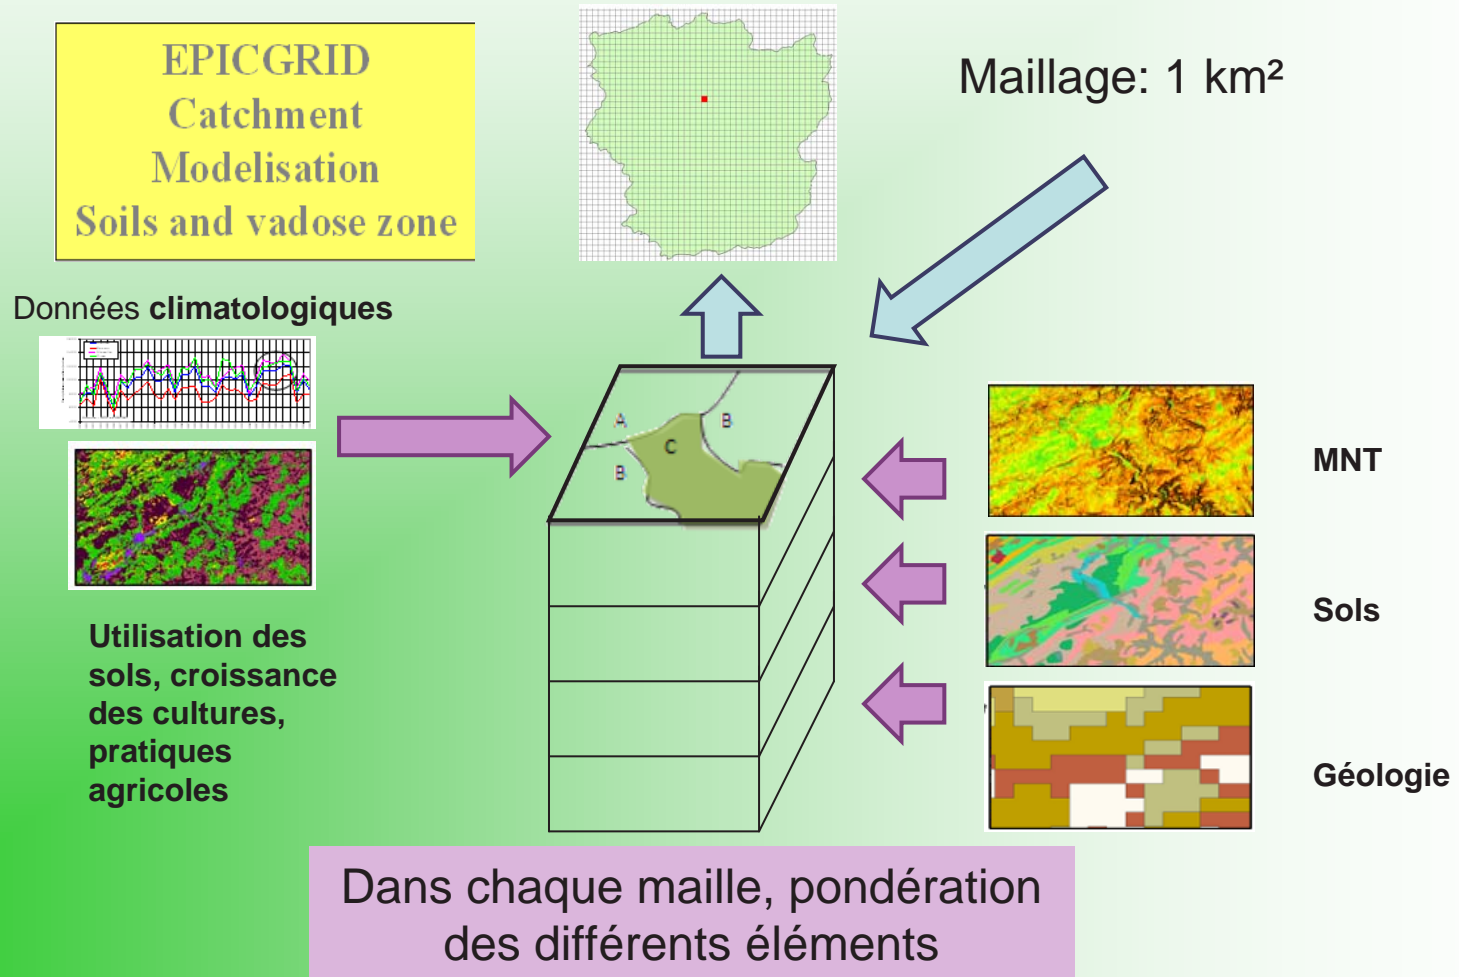 EPICGRID
Catchment
Modelisation
Soils and vadose zone
Maillage: 1 km²
Données climatologiques
A
B
C
B
MNT
Sols
Utilisation des
sols, croissance
des cultures,
pratiques
agricoles
Géologie
Dans chaque maille, pondération
des différents éléments